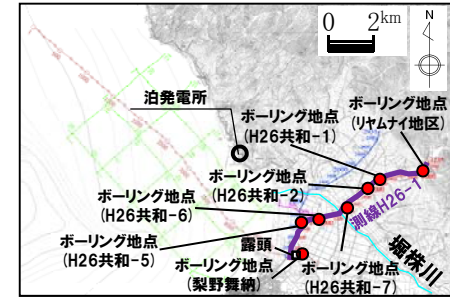 0 2km
N
泊発電所
ボーリング地点
(H26共和-1)
ボーリング地点
(リヤムナイ地区)
ボーリング地点
(H26共和-2)
ボーリング地点
(H26共和-6)
測線H26-1
ボーリング地点
(H26共和-5)
露頭
ボーリング地点
(梨野舞納)
ボーリング地点
(H26共和-7)
堀株川